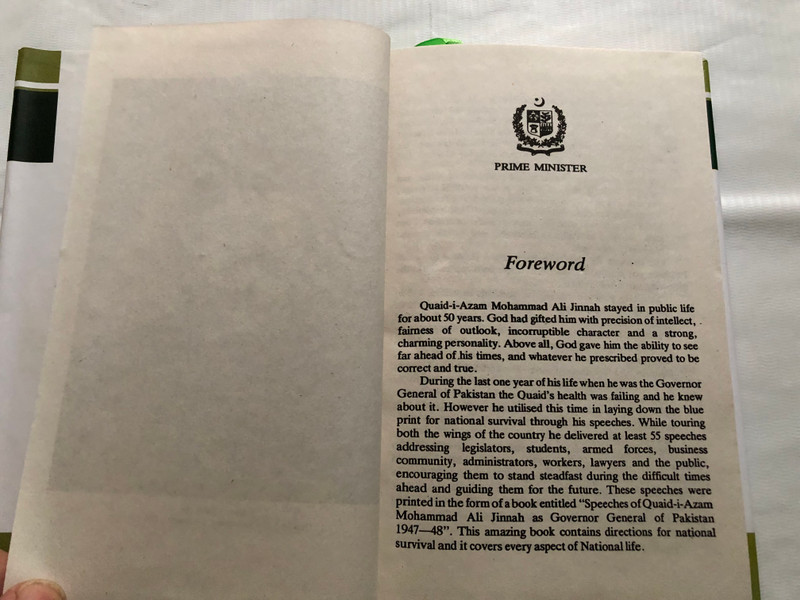 PRIME MINISTER
Foreword
Quaid-i-Azam Mohammad Ali Jinnah stayed in public life
for about 50 years. God had gifted him with precision of intellect,
fairness of outlook, incorruptible character and a strong,
charming personality. Above all, God gave him the ability to see
far ahead of his times, and whatever he prescribed proved to be
correct and true.
During the last one year of his life when he was the Governor
General of Pakistan the Quaid's health was failing and he knew
about it. However he utilised this time in laying down the blue
print for national survival through his speeches. While touring
both the wings of the country he delivered at least 55 speeches
addressing legislators, students, armed forces, business
community, administrators, workers, lawyers and the public,
encouraging them to stand steadfast during the difficult times
ahead and guiding them for the future. These speeches were
printed in the form of a book entitled "Speeches of Quaid-i-Azam
Mohammad Ali Jinnah as Governor General of Pakistan
1947—48". This amazing book contains directions for national
survival and it covers every aspect of National life.